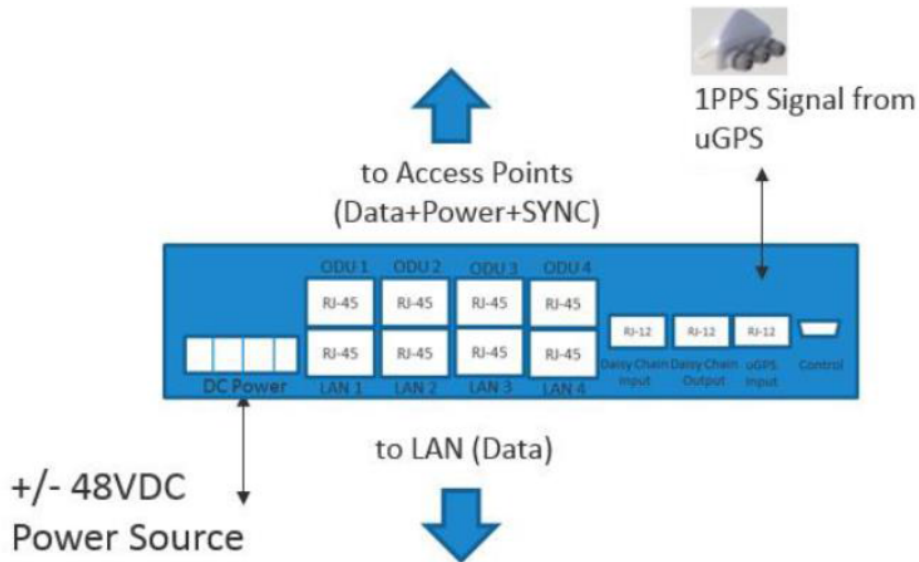 1PPS Signal from
uGPS
to Access Points
(Data+Power+SYNC)
ODU 1 ODU 2 ODU 3 ODU 4
RJ-45 RJ-45 RJ-45 RJ-45
RJ-12 RJ-12 RJ-12
RJ-45 RJ-45 RJ-45 RJ-45
Daisy Chain Daisy Chain uGPS Control
Input Output Input
DC Power LAN 1 LAN 2 LAN 3 LAN 4
to LAN (Data)
+/- 48VDC
Power Source